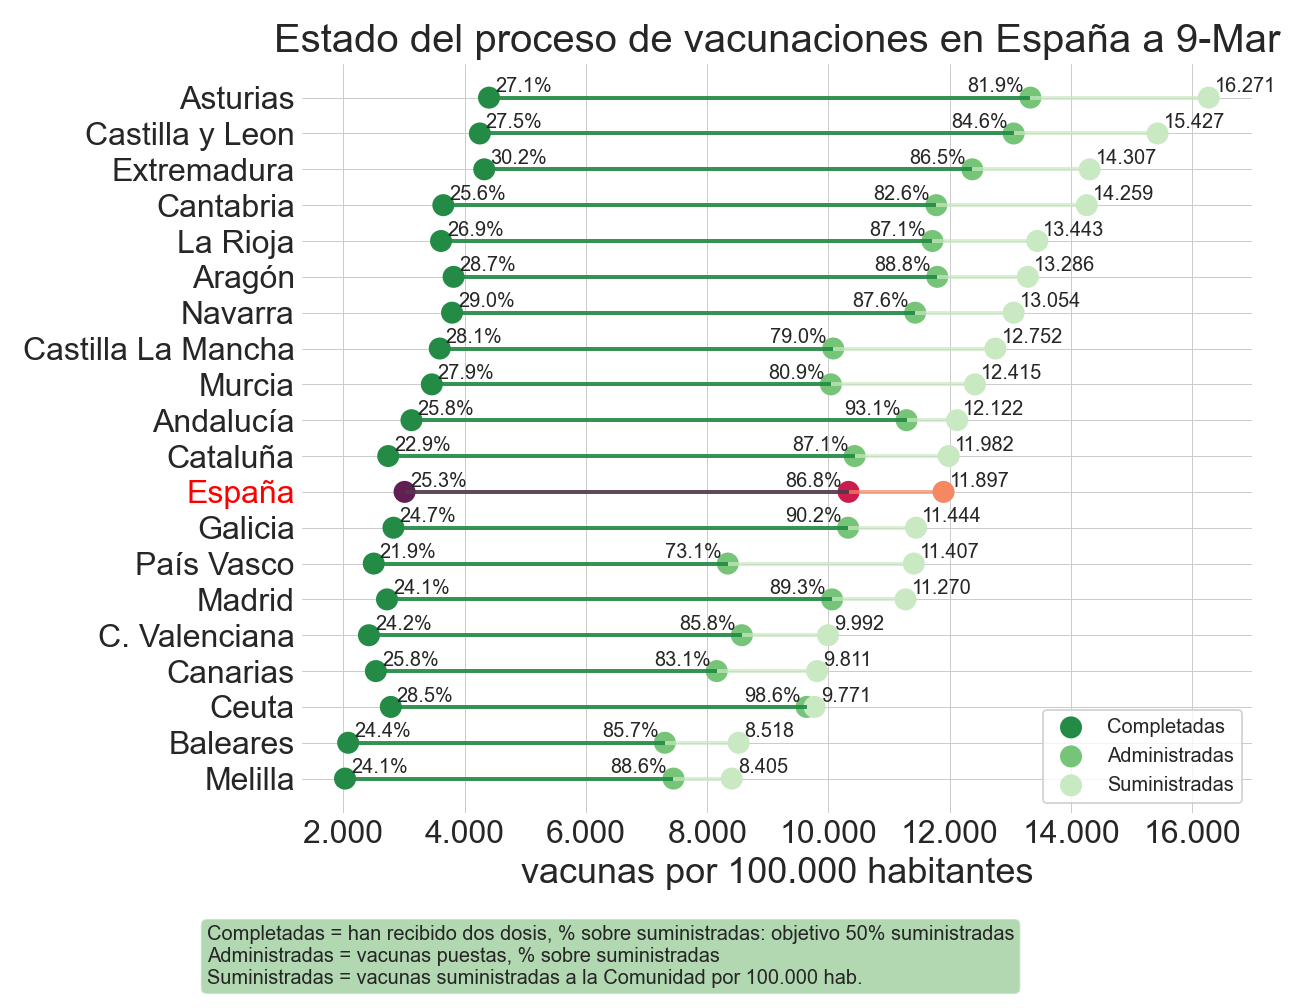 Estado del proceso de vacunaciones en España a 9-Mar
Asturias 27.1% 81.9% 16.271
Castilla y Leon 27.5% 84.6% 15.427
Extremadura 30.2% 86.5% 14.307
Cantabria 25.6% 82.6% 14.259
La Rioja 26.9% 87.1% 13.443
Aragón 28.7% 88.8% 13.286
Navarra 29.0% 87.6% 13.054
Castilla La Mancha 28.1% 79.0% 12.752
Murcia 27.9% 80.9% 12.415
Andalucía 25.8% 93.1% 12.122
Cataluña 22.9% 87.1% 11.982
España 25.3% 86.8% 11.897
Galicia 24.7% 90.2% 11.444
País Vasco 21.9% 73.1% 11.407
Madrid 24.1% 89.3% 11.270
C. Valenciana 24.2% 85.8% 9.992
Canarias 25.8% 83.1% 9.811
Ceuta 28.5% 98.6% 9.771
Baleares 24.4% 85.7% 8.518
Melilla 24.1% 88.6% 8.405
Completadas
Administradas
Suministradas
2.000 4.000 6.000 8.000 10.000 12.000 14.000 16.000
vacunas por 100.000 habitantes
Completadas = han recibido dos dosis, % sobre suministradas: objetivo 50% suministradas
Administradas = vacunas puestas, % sobre suministradas
Suministradas = vacunas suministradas a la Comunidad por 100.000 hab.